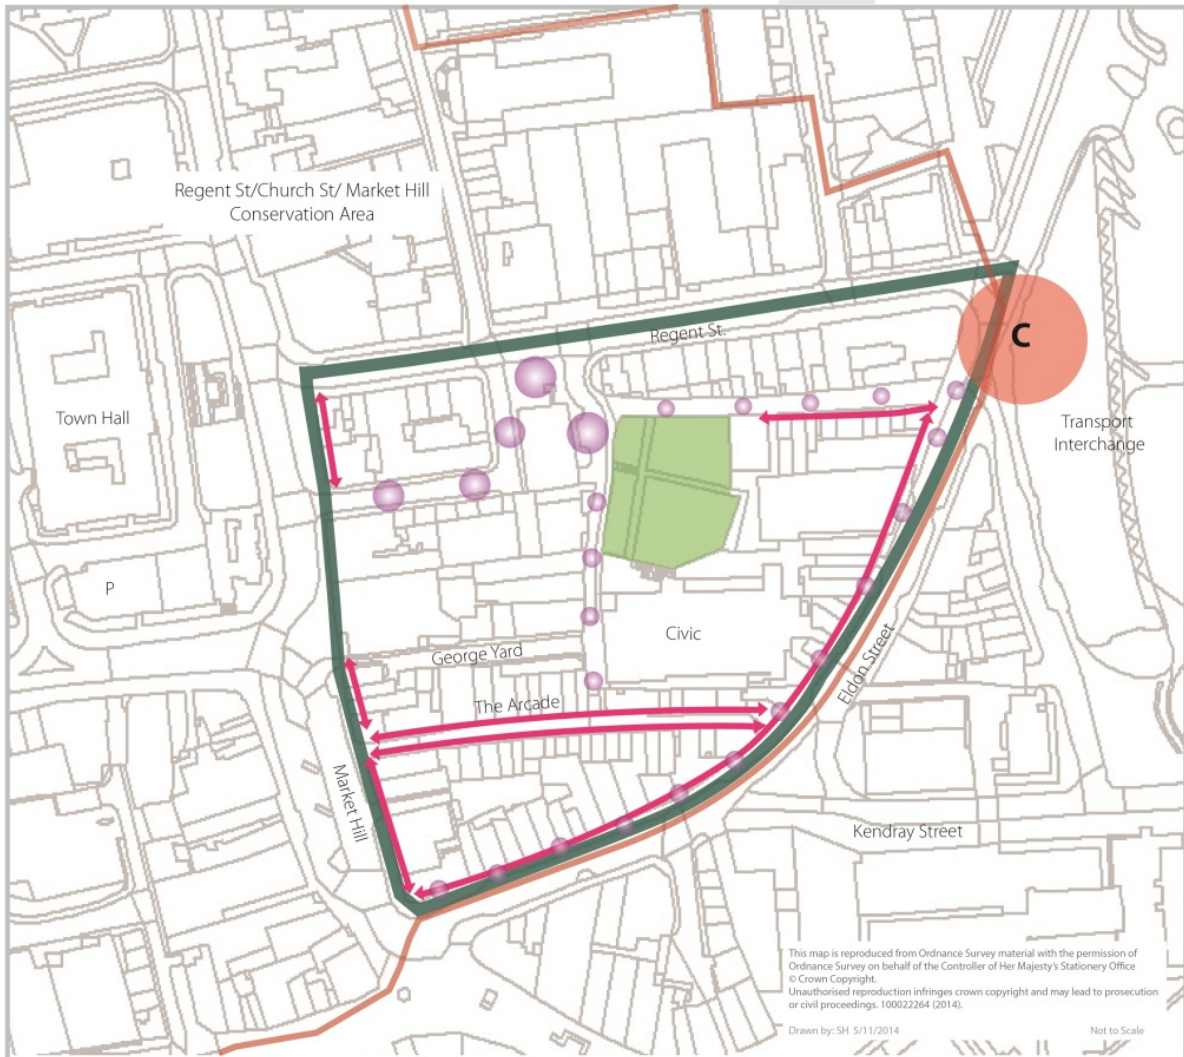 Regent St/Church St/ Market Hill
Conservation Area
C
Regent St.
Town Hall
Transport
Interchange
P
Civic
George Yard
Eldon Street
The Arcade
Market Hill
Kendray Street
This map is reproduced from Ordnance Survey material with the permission of
Ordnance Survey on behalf of the Controller of Her Majesty's Stationery Office
© Crown Copyright.
Unauthorised reproduction infringes crown copyright and may lead to prosecution
or civil proceedings. 100022264 (2014).
Drawn by: SH 5/11/2014
Not to Scale